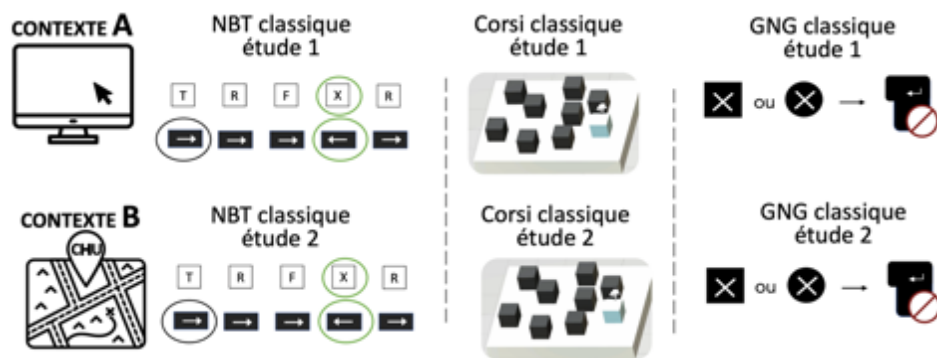 CONTEXTE A
NBT classique
étude 1
T R F X R
Corsi classique
étude 1
GNG classique
étude 1
ou
CONTEXTE B
CHU
NBT classique
étude 2
T R F X R
Corsi classique
étude 2
GNG classique
étude 2
ou